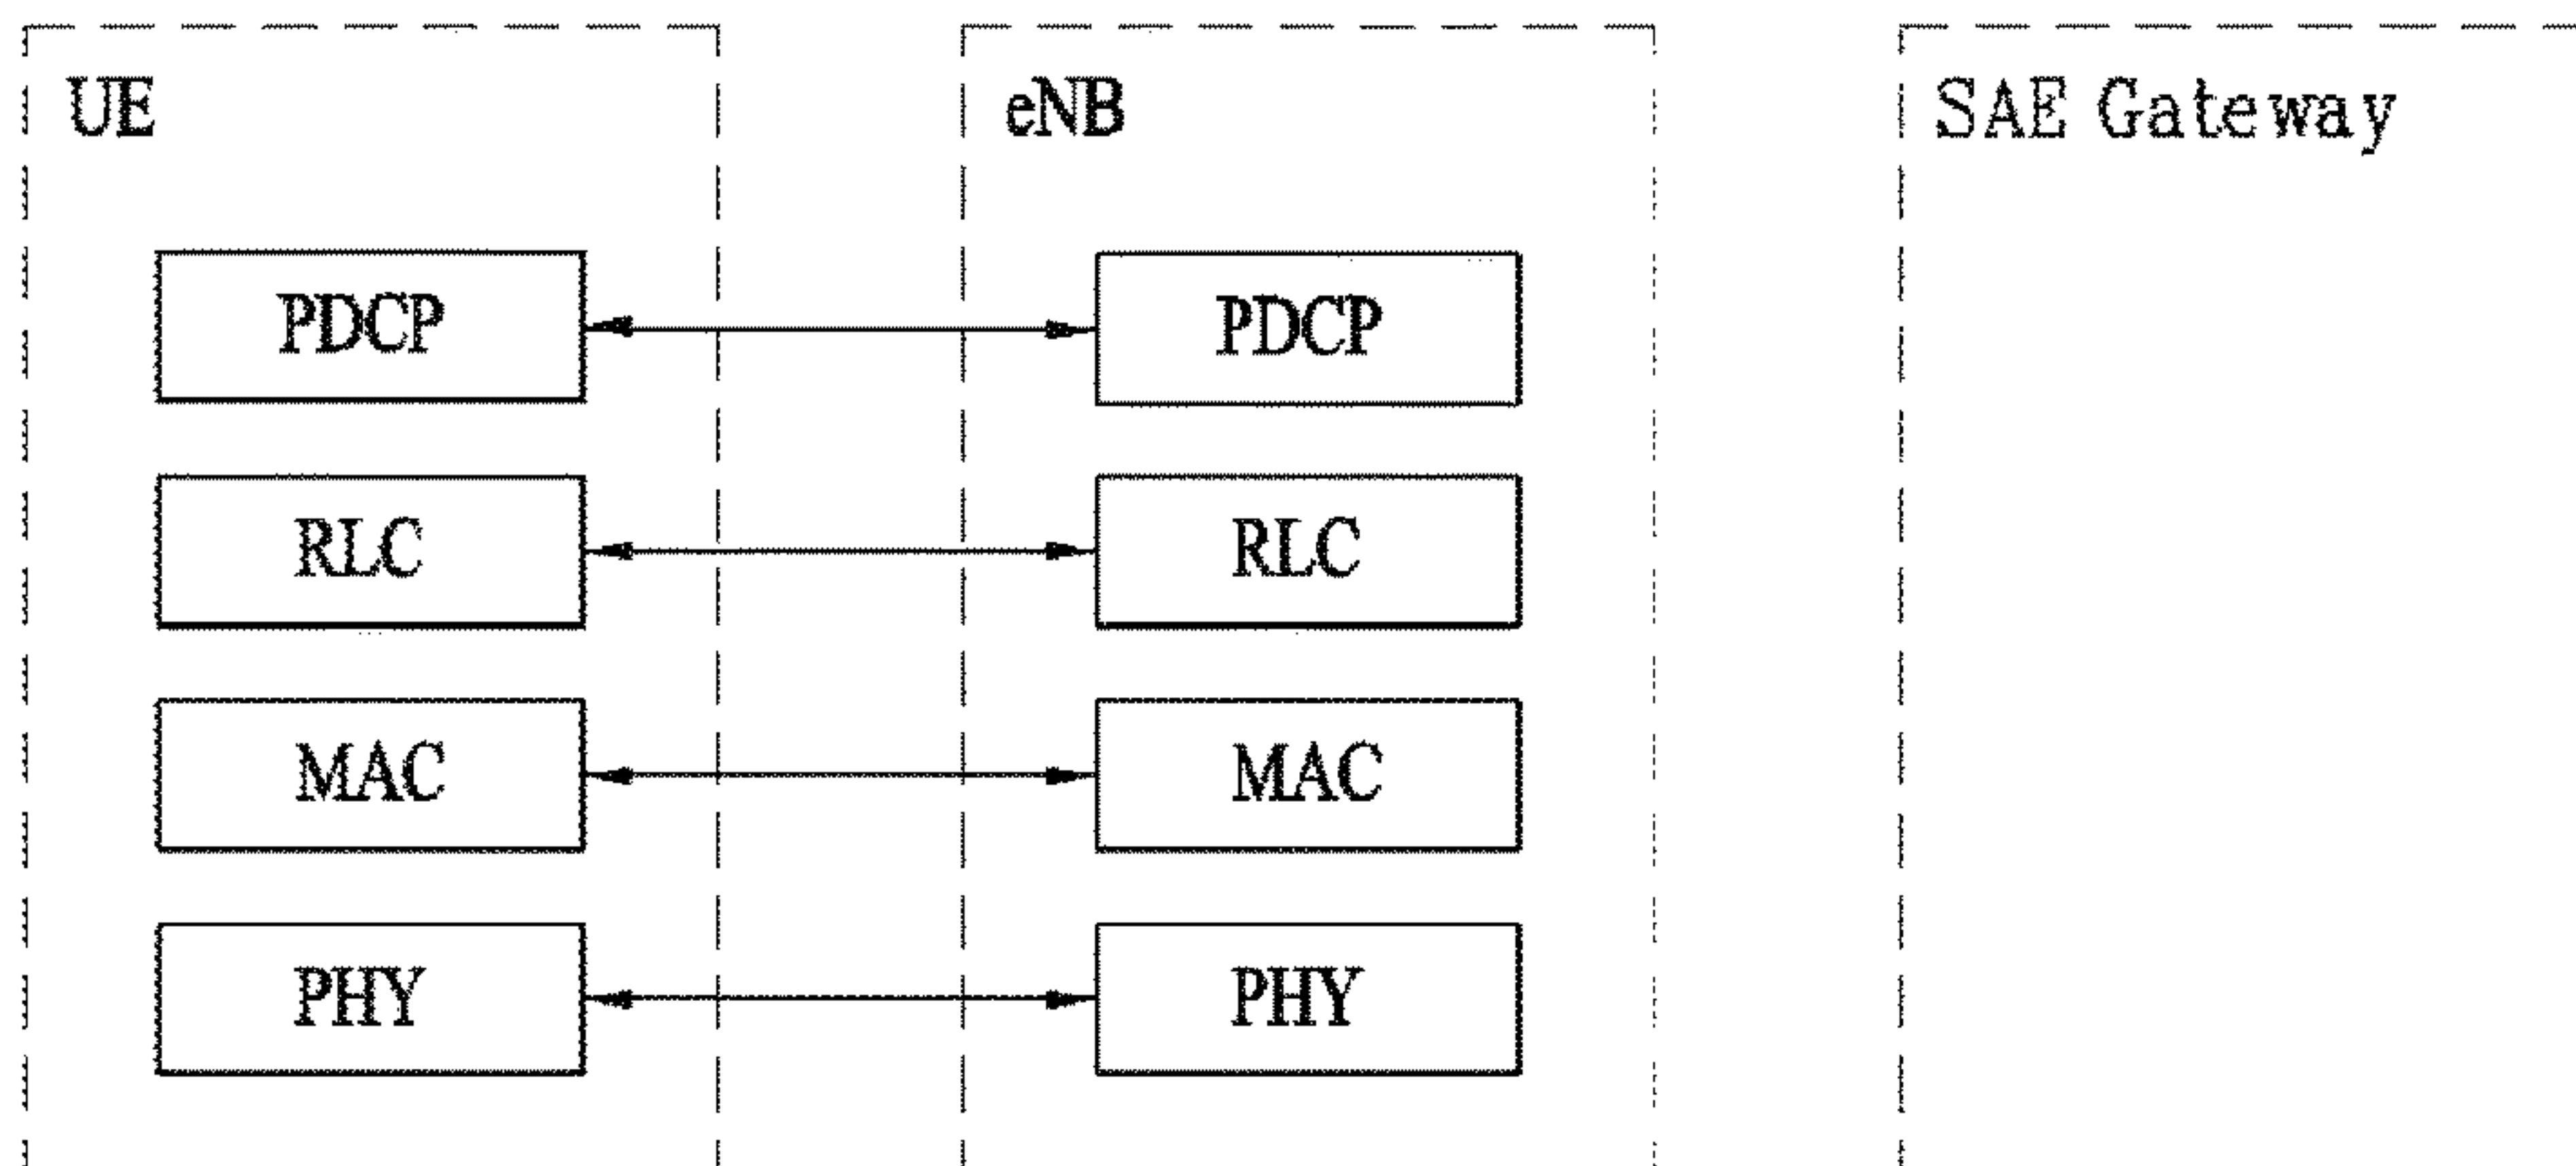 UE
eNB
SAE Gateway
PDCP
PDCP
RLC
RLC
MAC
MAC
PHY
PHY